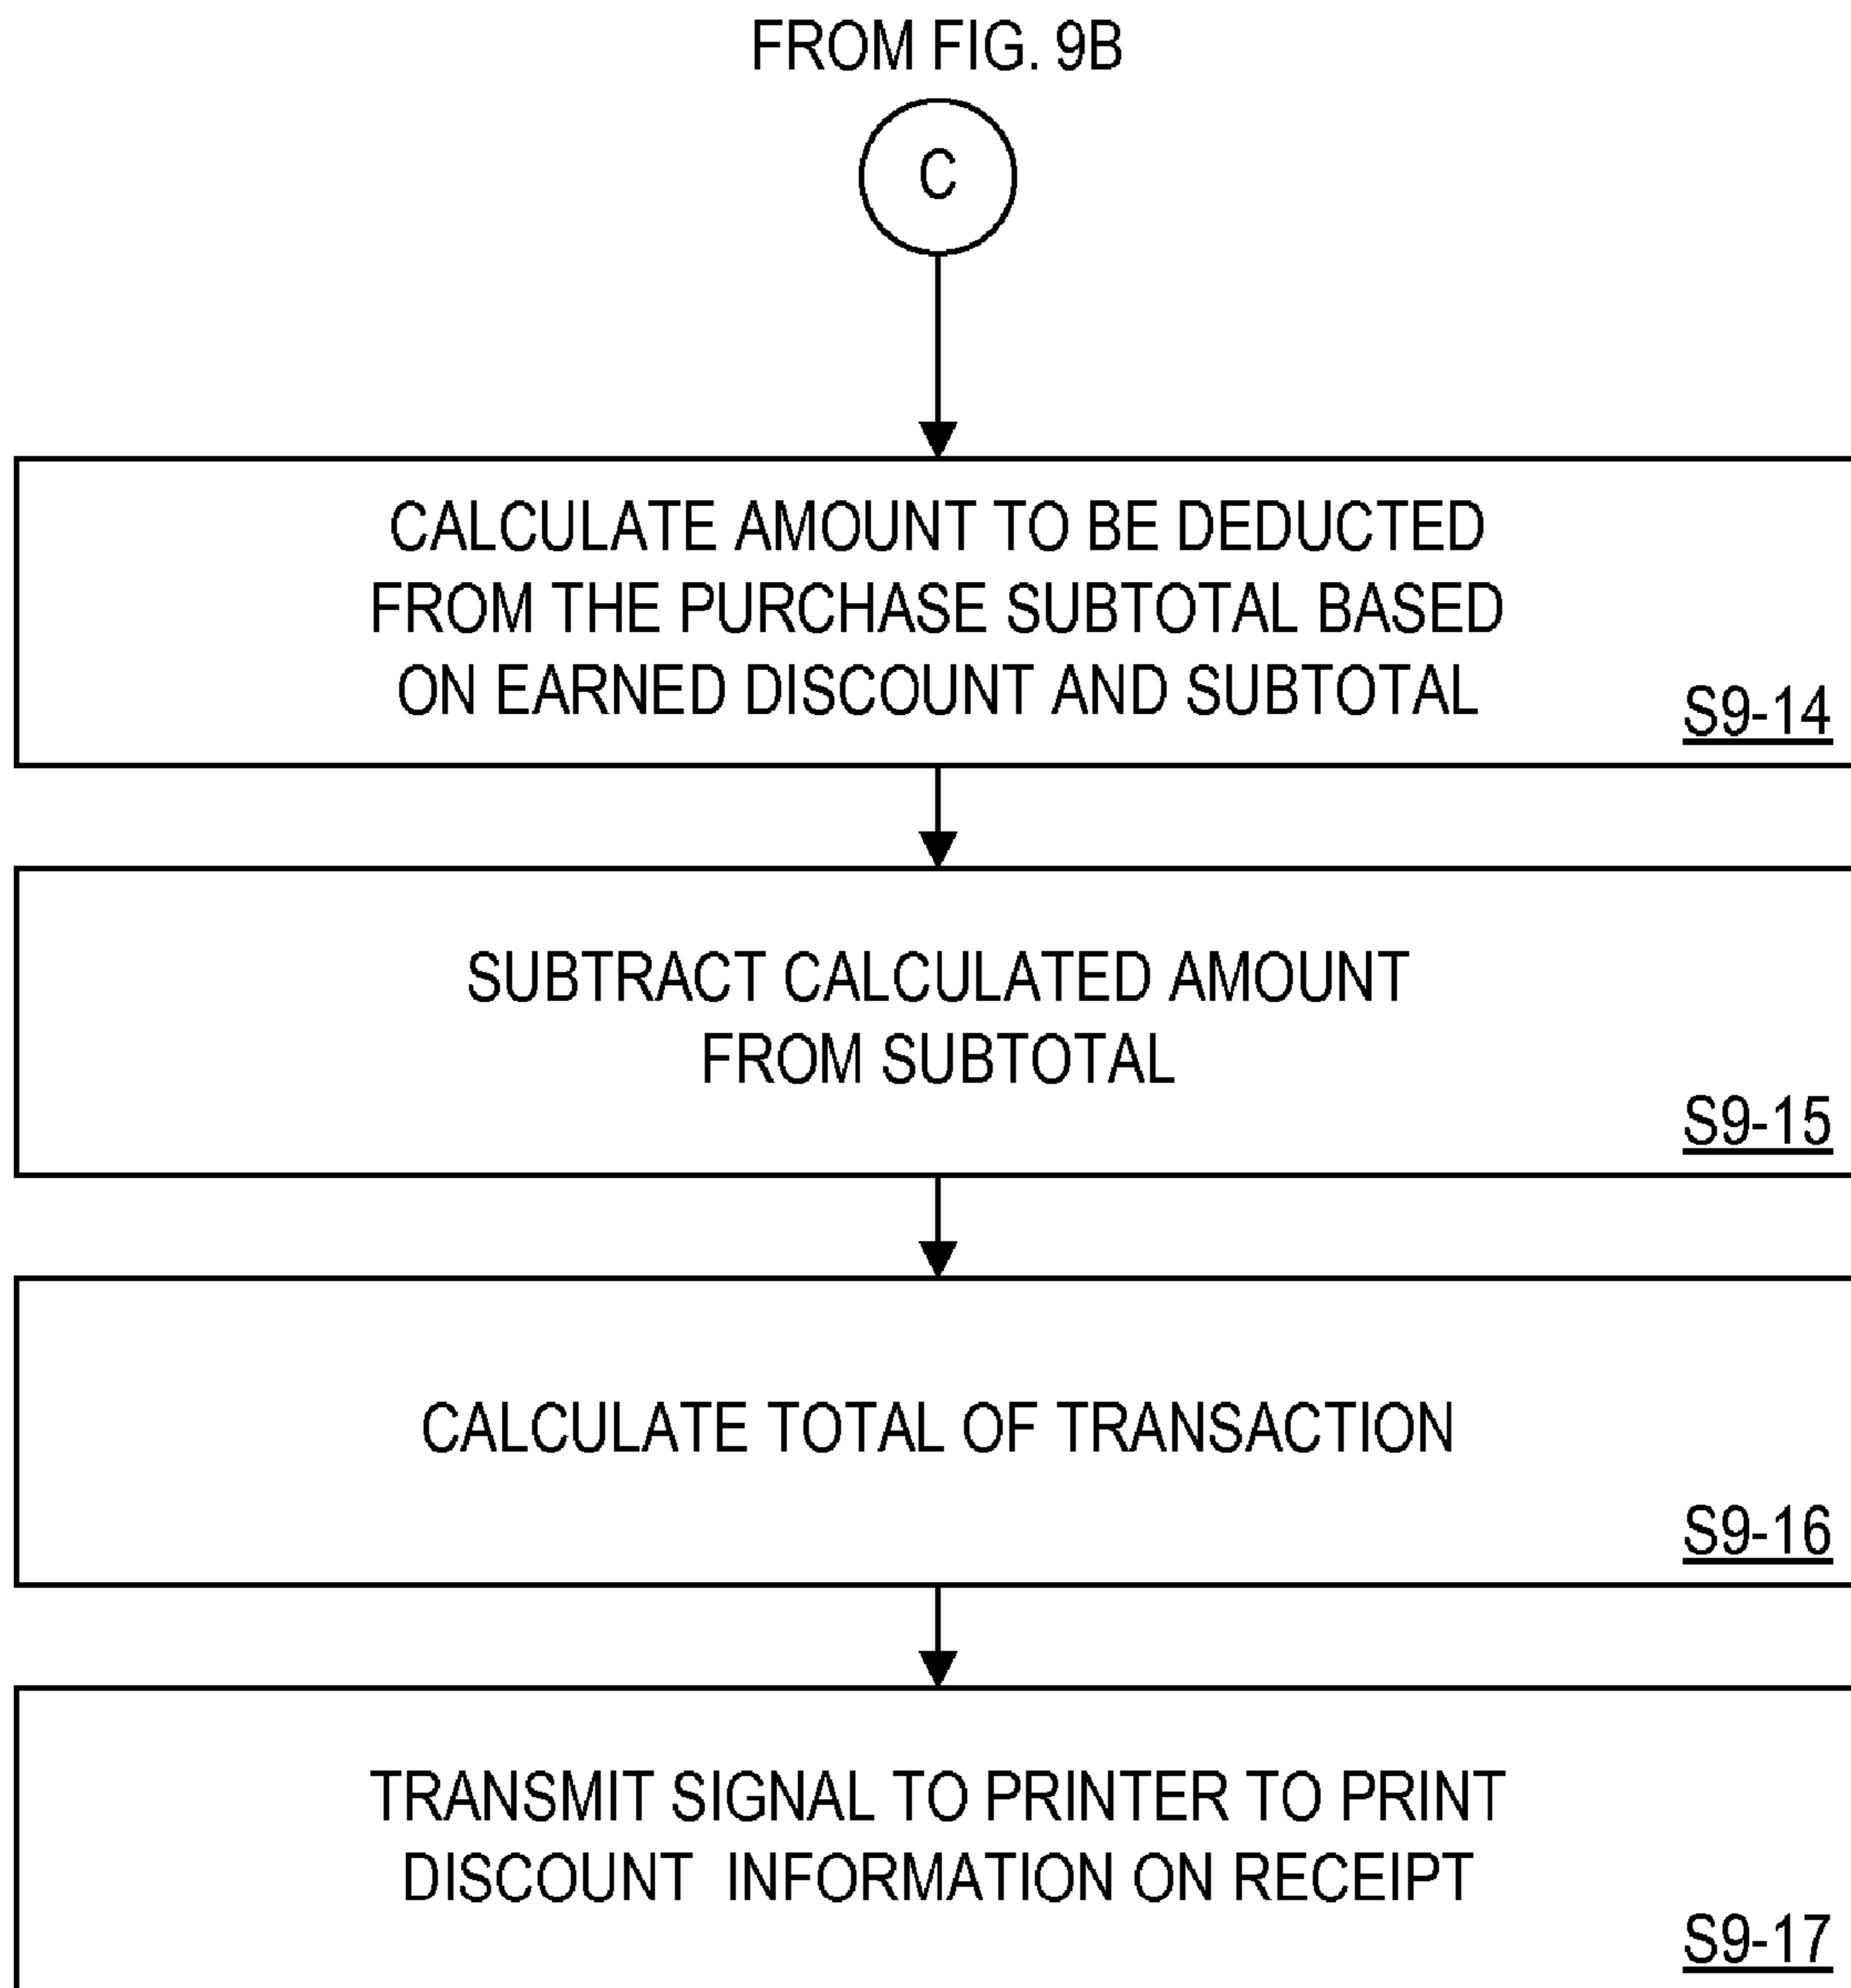 FROM FIG. 9B
C
CALCULATE AMOUNT TO BE DEDUCTED
FROM THE PURCHASE SUBTOTAL BASED
ON EARNED DISCOUNT AND SUBTOTAL
S9-14
SUBTRACT CALCULATED AMOUNT
FROM SUBTOTAL
S9-15
CALCULATE TOTAL OF TRANSACTION
S9-16
TRANSMIT SIGNAL TO PRINTER TO PRINT
DISCOUNT INFORMATION ON RECEIPT
S9-17